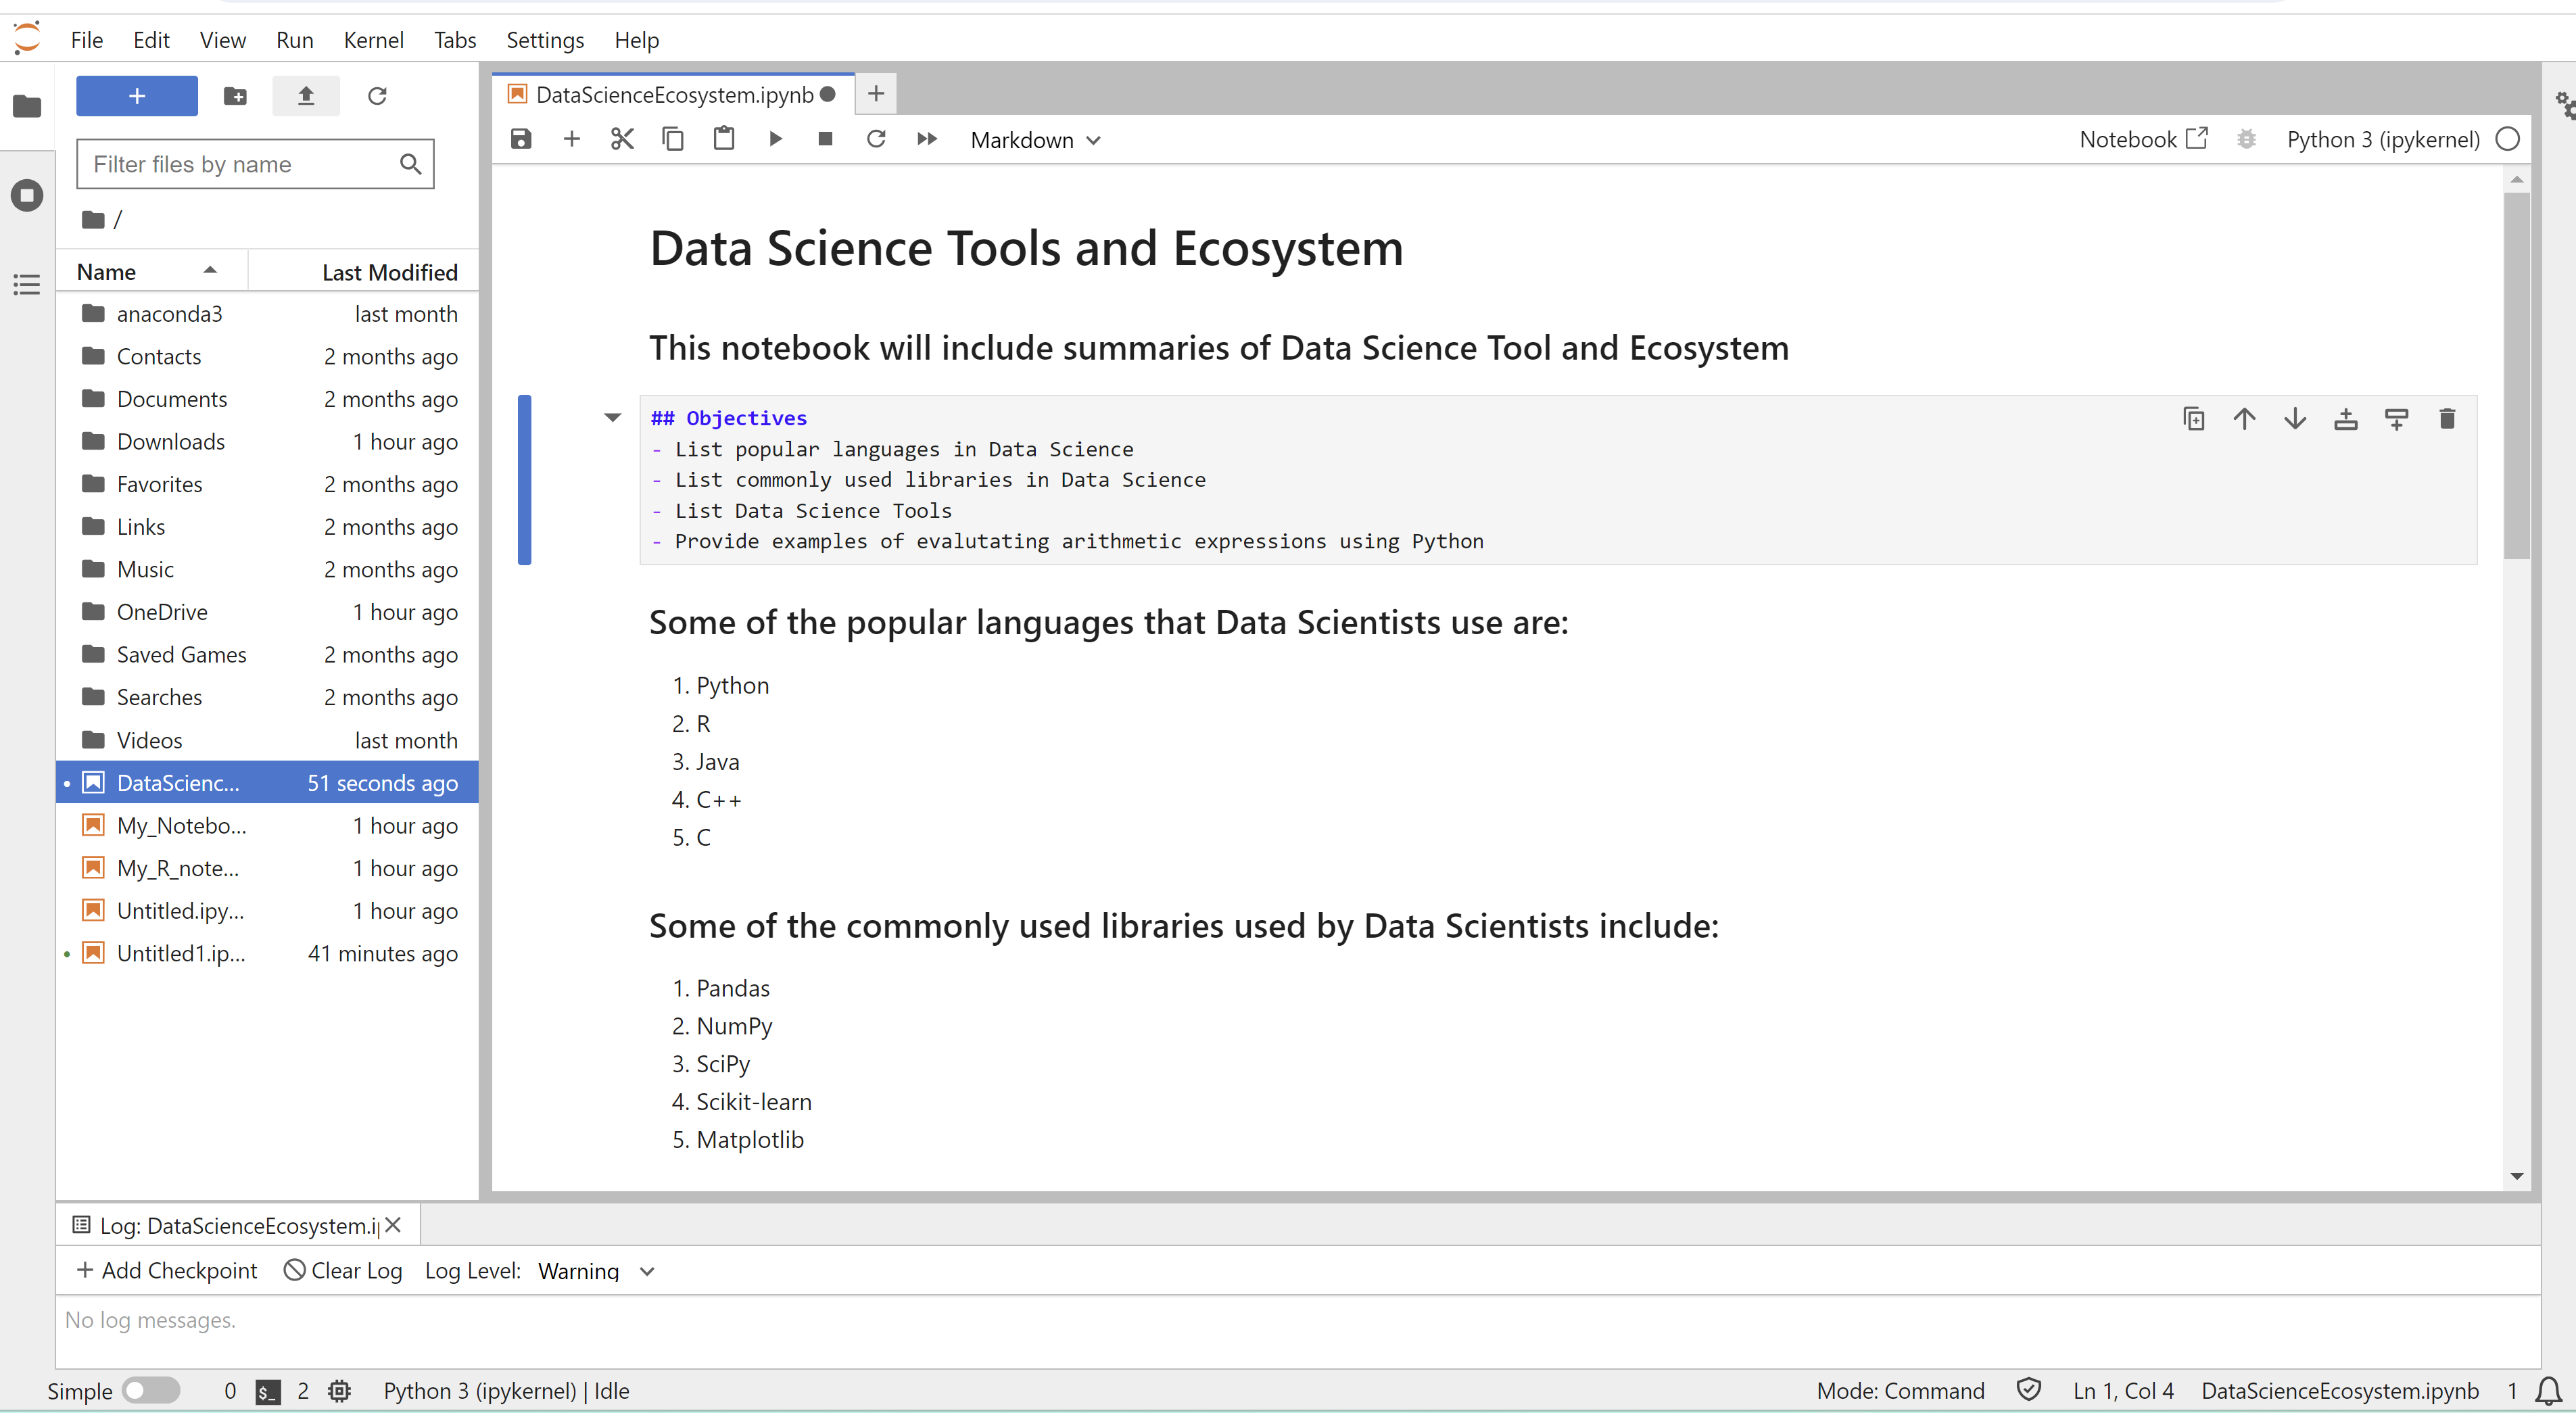 File Edit View Run Kernel Tabs Settings Help
Filter files by name
/
Name Last Modified
anaconda3 last month
Contacts 2 months ago
Documents 2 months ago
Downloads 1 hour ago
Favorites 2 months ago
Links 2 months ago
Music 2 months ago
OneDrive 1 hour ago
Saved Games 2 months ago
Searches 2 months ago
Videos last month
DataScienc... 51 seconds ago
My_Notebo... 1 hour ago
My_R_note... 1 hour ago
Untitled.ipy... 1 hour ago
Untitled1.ip... 41 minutes ago
DataScienceEcosystem.ipynb
Markdown Notebook Python 3 (ipykernel)
Data Science Tools and Ecosystem
This notebook will include summaries of Data Science Tool and Ecosystem
## Objectives
- List popular languages in Data Science
- List commonly used libraries in Data Science
- List Data Science Tools
- Provide examples of evalutating arithmetic expressions using Python
Some of the popular languages that Data Scientists use are:
1. Python
2. R
3. Java
4. C++
5. C
Some of the commonly used libraries used by Data Scientists include:
1. Pandas
2. NumPy
3. SciPy
4. Scikit-learn
5. Matplotlib
Log: DataScienceEcosystem.i
+ Add Checkpoint Clear Log Log Level: Warning
No log messages.
Simple 0 $_ 2 Python 3 (ipykernel) | Idle Mode: Command Ln 1, Col 4 DataScienceEcosystem.ipynb 1